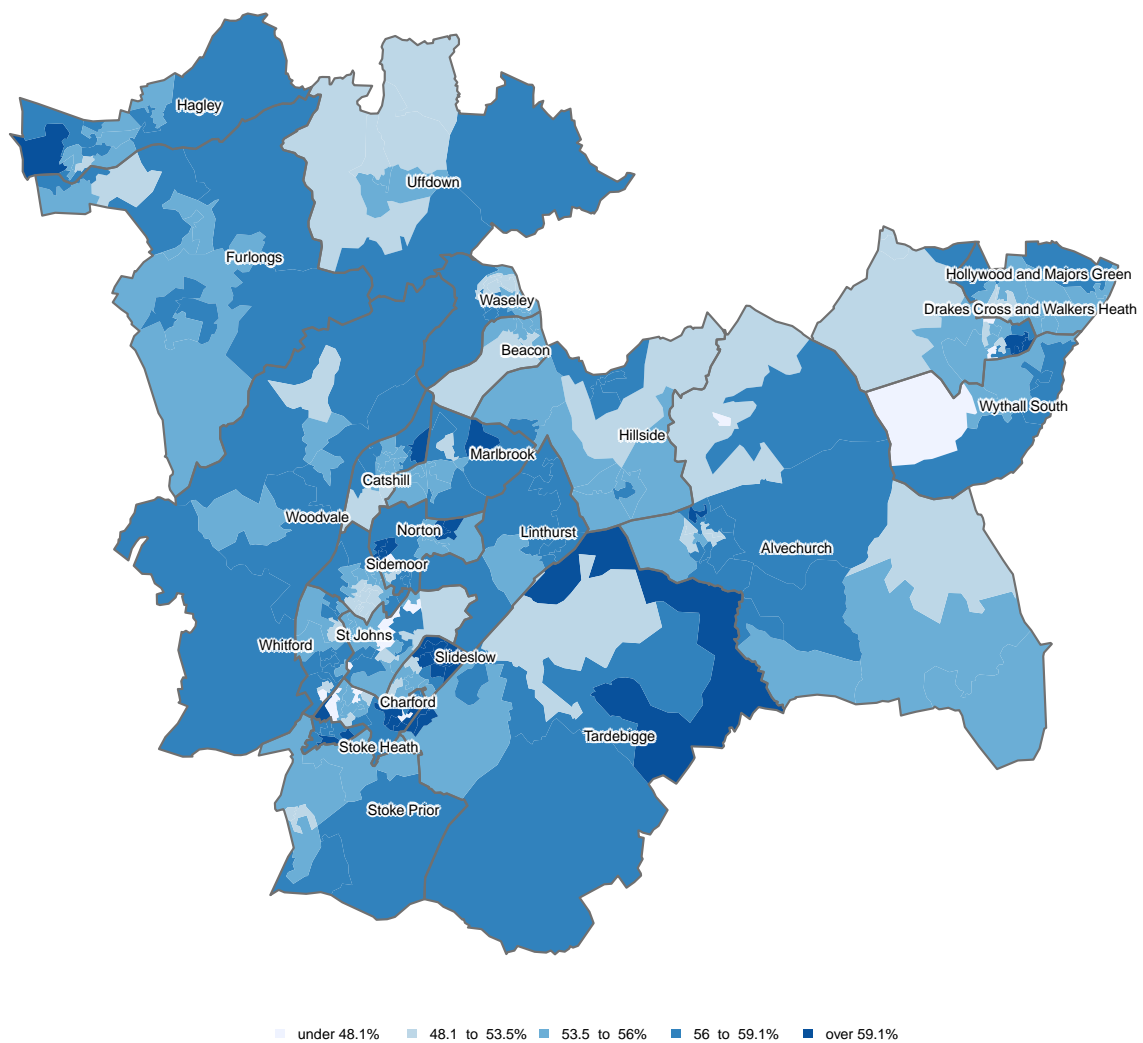 Hagley
Uffdown
Furlongs
Hollywood and Majors Green
Waseley
Drakes Cross and Walkers Heath
Beacon
Wythall South
Hillside
Marlbrook
Catshill
Woodvale
Norton
Linthurst
Alvechurch
Sidemoor
St Johns
Whitford
Slideslow
Charford
Tardebigge
Stoke Heath
Stoke Prior
under 48.1% 48.1 to 53.5% 53.5 to 56% 56 to 59.1% over 59.1%